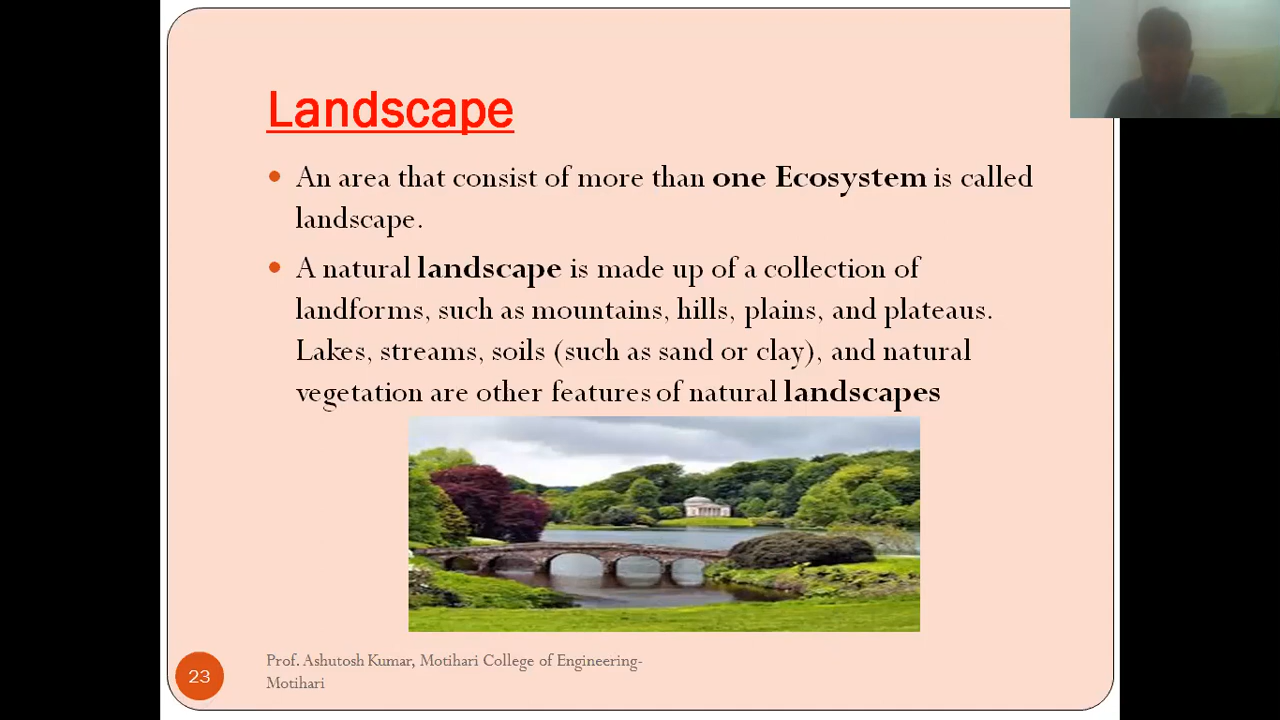 Landscape
An area that consist of more than one Ecosystem is called
landscape.
A natural landscape is made up of a collection of
landforms, such as mountains, hills, plains, and plateaus.
Lakes, streams, soils (such as sand or clay), and natural
vegetation are other features of natural landscapes
23
Prof. Ashutosh Kumar, Motihari College of Engineering-
Motihari